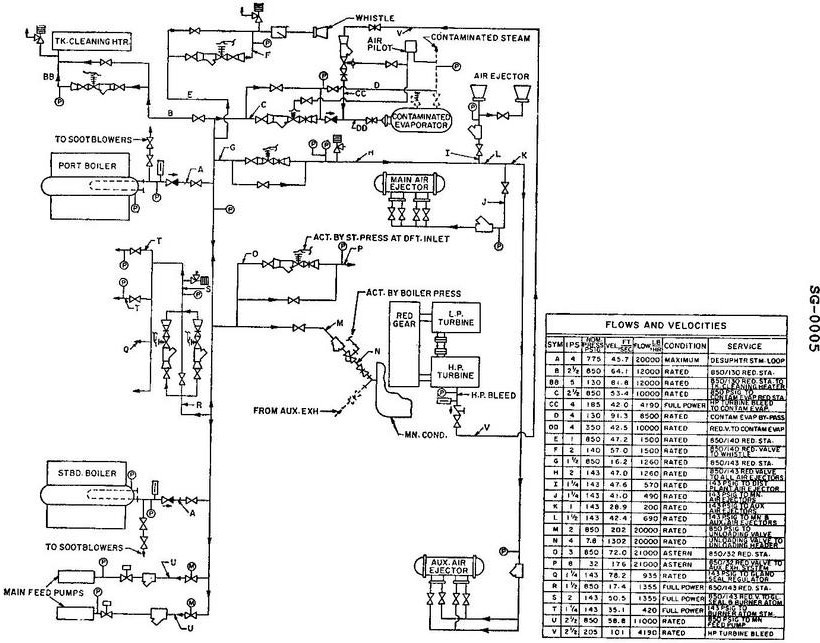 WHISTLE
V
AIR PILOT
CONTAMINATED STEAM
TK. CLEANING HTR.
F
AIR EJECTOR
BB
P
D
E
CC
B
C
DD
CONTAMINATED EVAPORATOR
TO SOOTBLOWERS
G
H
I
L
K
PORT BOILER
A
MAIN AIR EJECTOR
J
ACT. BY ST. PRESS AT DFT. INLET
T
O
P
S
ACT. BY BOILER PRESS
M
RED GEAR
L.P. TURBINE
T
Q
N
H.P. TURBINE
H.P. BLEED
R
FROM AUX. EXH
MN. COND.
V
STBD. BOILER
A
TO SOOTBLOWERS
U
AUX. AIR EJECTOR
MAIN FEED PUMPS
U
SG-0005
FLOWS AND VELOCITIES
SYM IPS NOM. PRESS PSIG VEL. FT/SEC FLOW LB/HR CONDITION SERVICE
A 4 775 45.7 20000 MAXIMUM DESUPHTR STM-LOOP
B 2½ 850 64.1 12000 RATED 850/130 RED. STA.
BB 5 130 81.8 12000 RATED 850/130 RED. STA. TO TK. CLEANING HEATER
C 2½ 850 53.4 10000 RATED 850 PSIG TO CONTAM EVAP RED STA
CC 4 185 42.0 4190 FULL POWER HP TURBINE BLEED TO CONTAM EVAP.
D 4 130 91.3 8500 RATED CONTAM EVAP BY-PASS
DD 4 350 42.5 10000 RATED RED. V. TO CONTAM EVAP
E 1 850 47.2 1500 RATED 850/140 RED. STA.
F 2 140 57.0 1500 RATED 850/140 RED. VALVE TO WHISTLE
G 1½ 850 16.2 1260 RATED 850/143 RED. STA.
H 2 143 47.0 1260 RATED 850/143 RED VALVE TO ALL AIR EJECTORS
I 1¼ 143 47.6 570 RATED 143 PSIG TO DIST PLANT AIR EJECTOR
J 1¼ 143 41.0 490 RATED 143 PSIG TO MN. AIR EJECTORS
K 1 143 28.9 200 RATED 143 PSIG TO AUX AIR EJECTORS
L 1½ 143 42.4 690 RATED 143 PSIG TO MN & AUX. AIR EJECTORS
M 2 850 202 20000 RATED 850 PSIG TO UNLOADING VALVE
N 4 7.8 1302 20000 RATED UNLOADING VALVE TO UNLOADING HEADER
O 3 850 72.0 21000 ASTERN 850/32 RED. STA.
P 8 32 176 21000 ASTERN 850/32 RED VALVE TO AUX. EXH. SYSTEM
Q 1¼ 143 78.2 935 RATED 143 PSIG TO GLAND SEAL REGULATOR
R 1½ 850 17.4 1355 FULL POWER 850/143 RED. STA.
S 2 143 50.5 1355 FULL POWER 850/143 RED. V. TO GL. SEAL & BURNER ATOM
T 1¼ 143 35.1 420 FULL POWER 143 PSIG TO BURNER ATOM STM.
U 2½ 850 58.8 11000 RATED 850 PSIG TO MN FEED PUMP
V 2½ 205 101 4190 RATED HP TURBINE BLEED